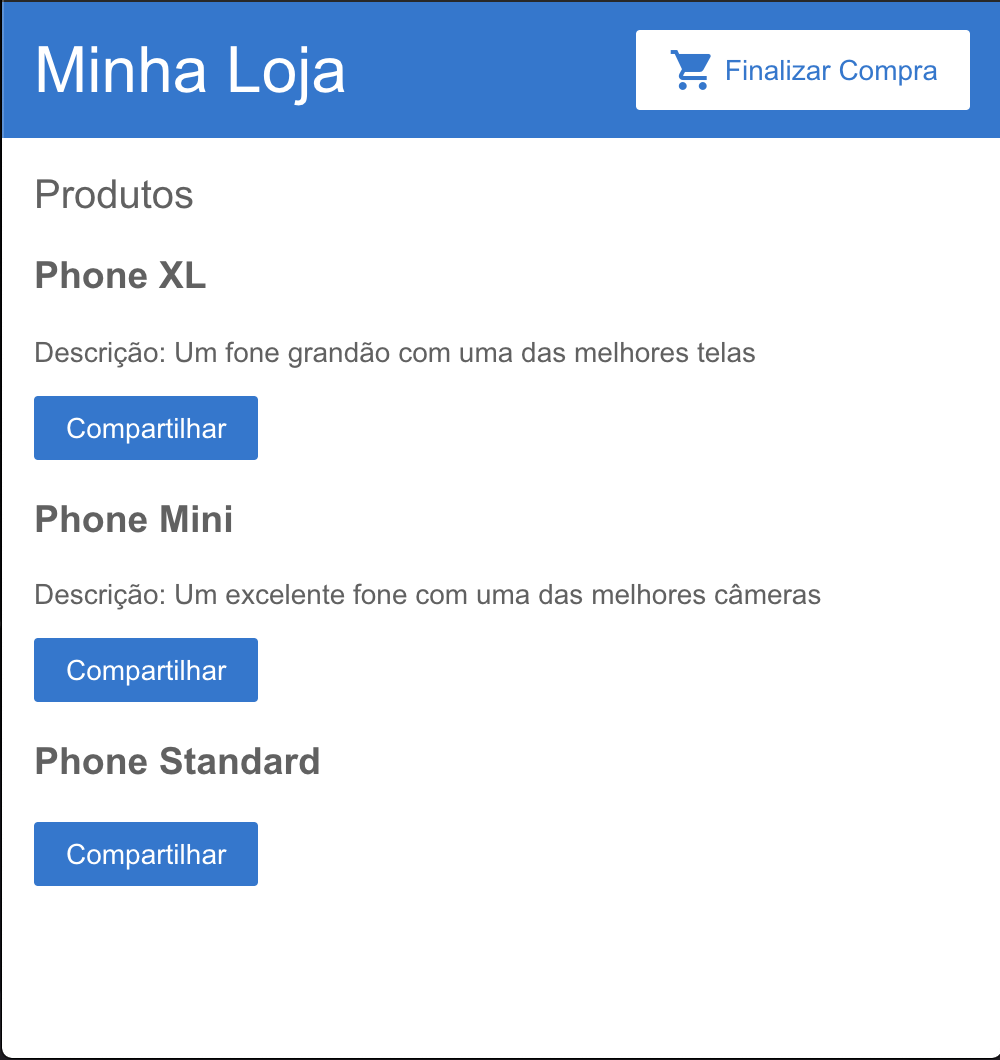 Minha Loja
Finalizar Compra
Produtos
Phone XL
Descrição: Um fone grandão com uma das melhores telas
Compartilhar
Phone Mini
Descrição: Um excelente fone com uma das melhores câmeras
Compartilhar
Phone Standard
Compartilhar